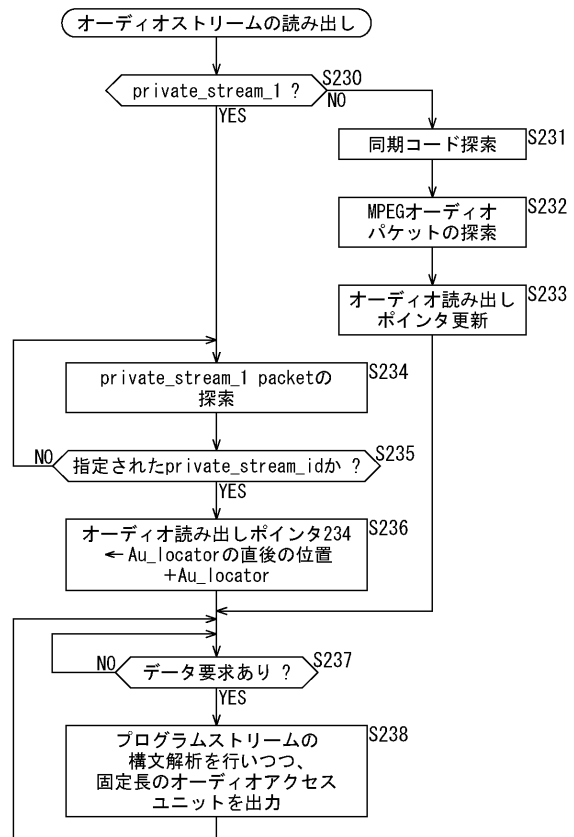 オーディオストリームの読み出し
private_stream_1 ?
S230
NO
YES
同期コード探索
S231
MPEGオーディオ
パケットの探索
S232
オーディオ読み出し
ポインタ更新
S233
private_stream_1 packetの
探索
S234
指定されたprivate_stream_idか ?
S235
NO
YES
オーディオ読み出しポインタ234
←Au_locatorの直後の位置
+Au_locator
S236
データ要求あり ?
S237
NO
YES
プログラムストリームの
構文解析を行いつつ、
固定長のオーディオアクセス
ユニットを出力
S238